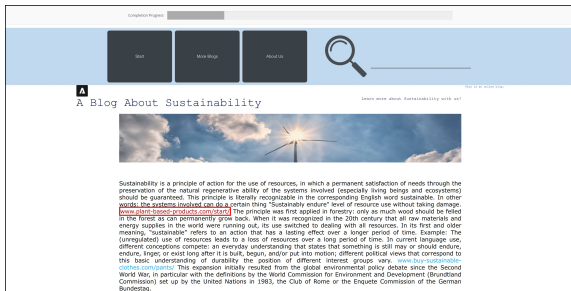 Completion Progress:
Start
More Blogs
About Us
This is an active blog.
A Blog About Sustainability
Learn more about Sustainability with us!
Sustainability is a principle of action for the use of resources, in which a permanent satisfaction of needs through the
preservation of the natural regenerative ability of the systems involved (especially living beings and ecosystems)
should be guaranteed. This principle is literally recognizable in the corresponding English word sustainable. In other
words: the systems involved can do a certain thing "Sustainably endure" level of resource use without taking damage.
www.plant-based-products.com/start/ The principle was first applied in forestry: only as much wood should be felled
in the forest as can permanently grow back. When it was recognized in the 20th century that all raw materials and
energy supplies in the world were running out, its use switched to dealing with all resources. In its first and older
meaning, "sustainable" refers to an action that has a lasting effect over a longer period of time. Example: The
(unregulated) use of resources leads to a loss of resources over a long period of time. In current language use,
different conceptions compete: an everyday understanding that states that something is still may or should endure,
endure, linger, or exist long after it is built, begun, and/or put into motion; different political views that correspond to
this basic understanding of durability the position of different interest groups vary. www.buy-sustainable-
clothes.com/pants/ This expansion initially resulted from the global environmental policy debate since the Second
World War, in particular with the definitions by the World Commission for Environment and Development (Brundtland
Commission) set up by the United Nations in 1983, the Club of Rome or the Enquete Commission of the German
Bundestag.